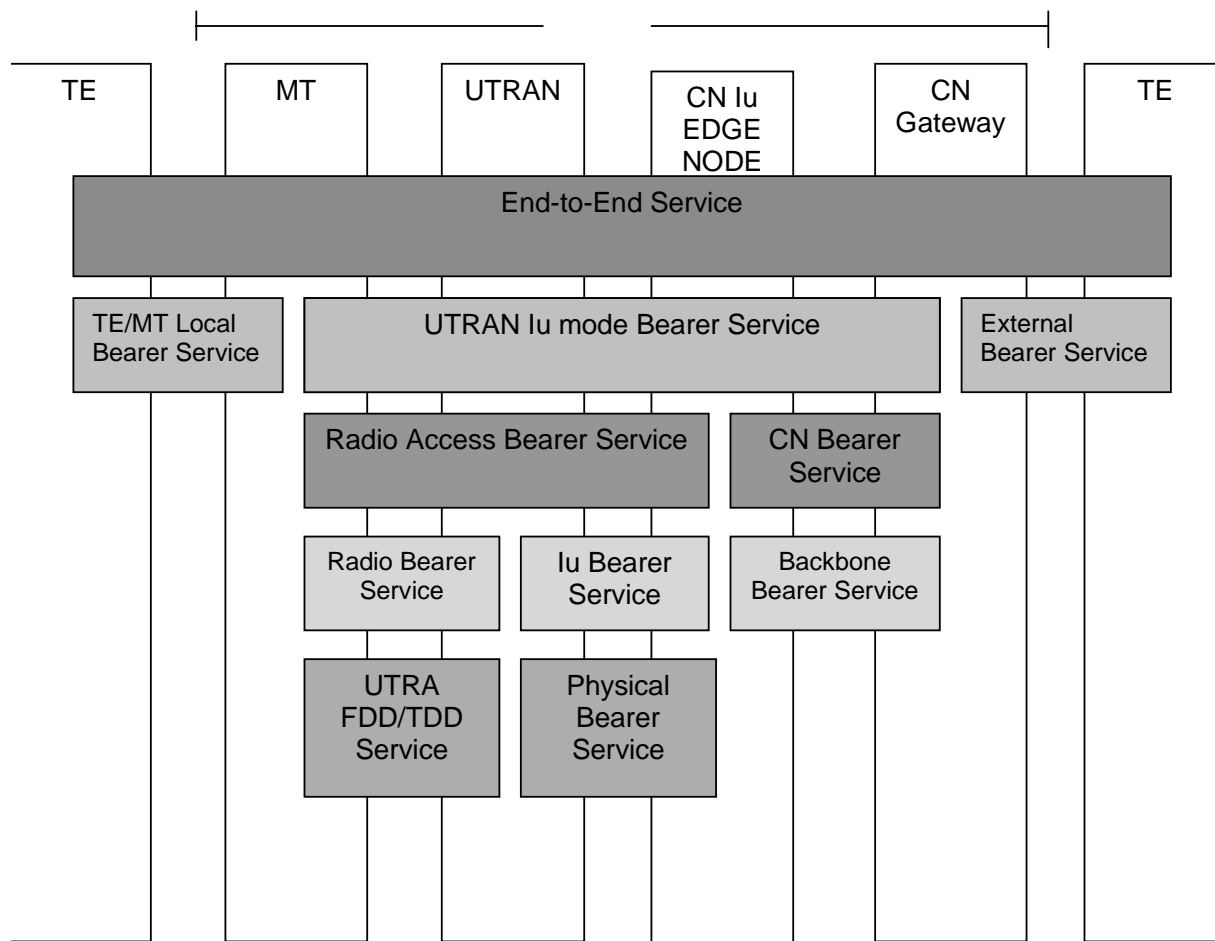 TE
MT
UTRAN
CN Iu
EDGE
NODE
CN
Gateway
TE
End-to-End Service
TE/MT Local
Bearer Service
UTRAN Iu mode Bearer Service
External
Bearer Service
Radio Access Bearer Service
CN Bearer
Service
Radio Bearer
Service
Iu Bearer
Service
Backbone
Bearer Service
UTRA
FDD/TDD
Service
Physical
Bearer
Service